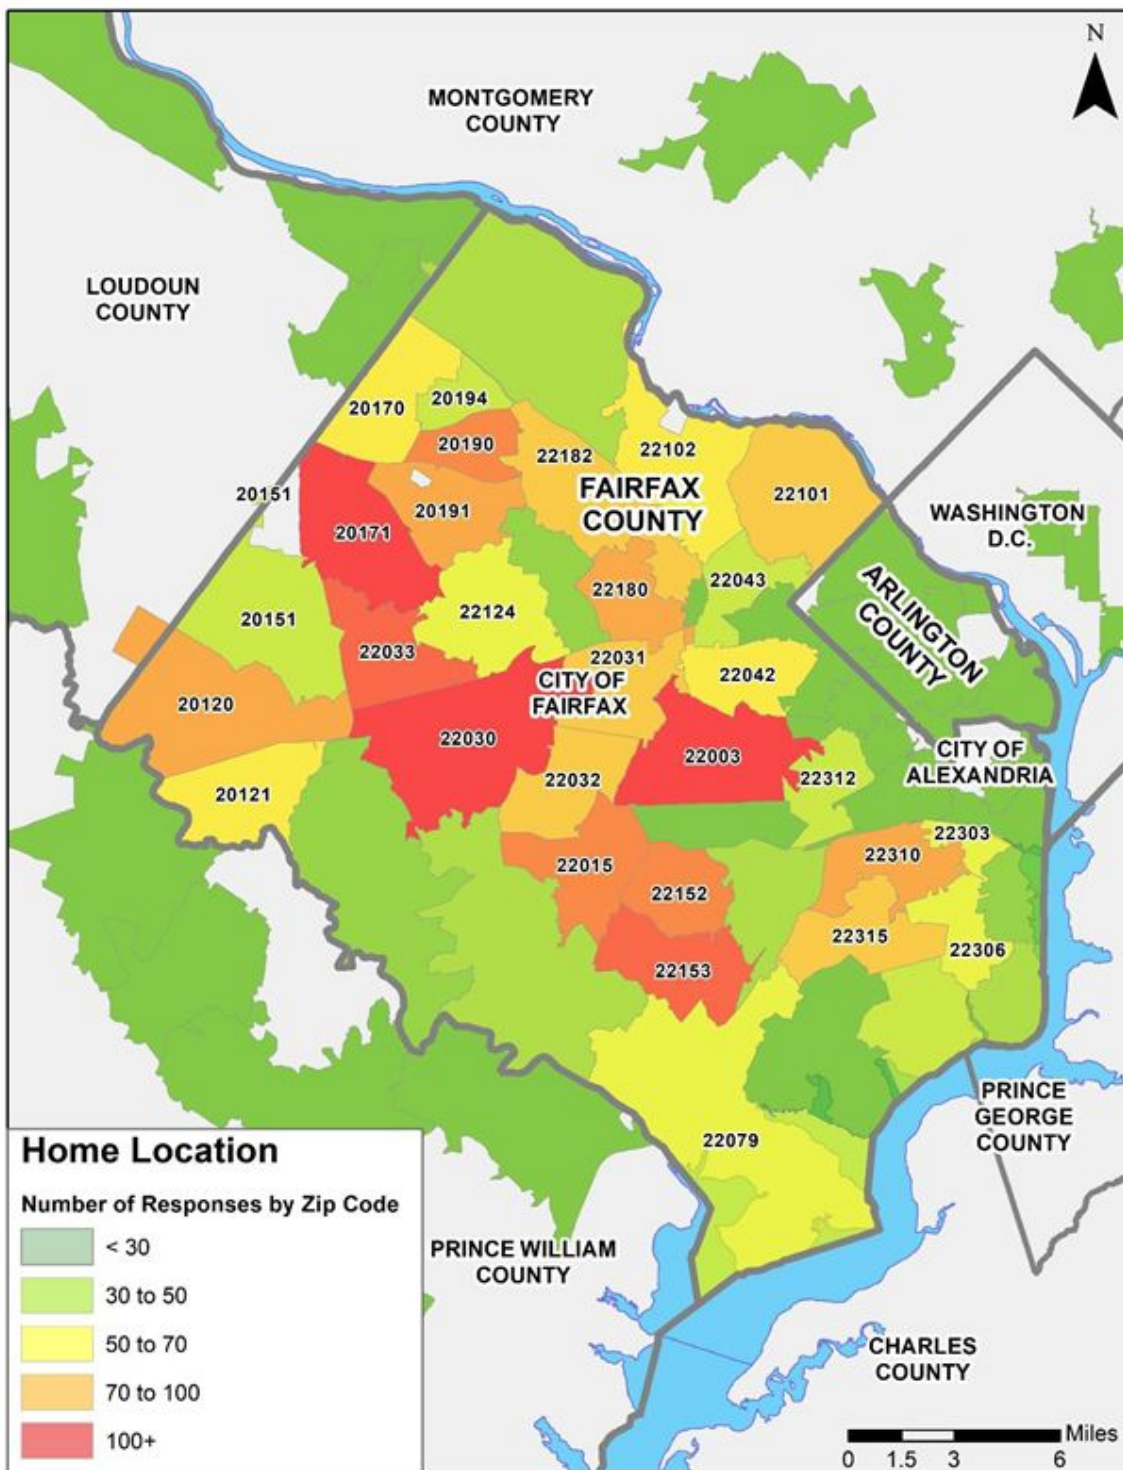 N
MONTGOMERY
COUNTY
LOUDOUN
COUNTY
20170
20194
20190
22182
22102
20151
20171
20191
FAIRFAX
COUNTY
22101
WASHINGTON
D.C.
22180
22043
ARLINGTON
COUNTY
20151
22124
22033
22031
22042
CITY OF
FAIRFAX
20120
22030
22003
CITY OF
ALEXANDRIA
20121
22032
22312
22303
22310
22015
22152
22315
22306
22153
22079
PRINCE
GEORGE
COUNTY
PRINCE WILLIAM
COUNTY
CHARLES
COUNTY
Home Location
Number of Responses by Zip Code
< 30
30 to 50
50 to 70
70 to 100
100+
Miles
0 1.5 3 6